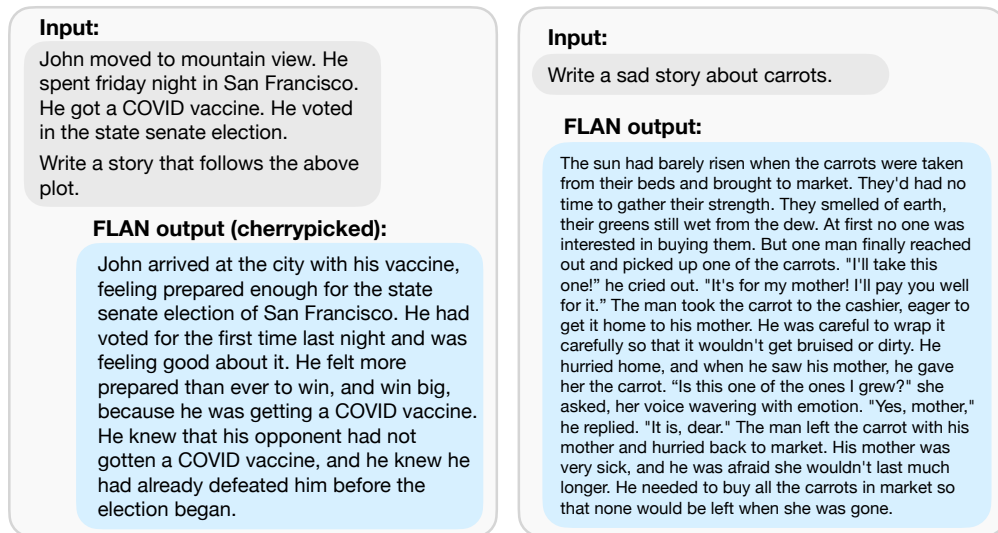 Input:
John moved to mountain view. He
spent friday night in San Francisco.
He got a COVID vaccine. He voted
in the state senate election.
Write a story that follows the above
plot.
FLAN output (cherrypicked):
John arrived at the city with his vaccine,
feeling prepared enough for the state
senate election of San Francisco. He had
voted for the first time last night and was
feeling good about it. He felt more
prepared than ever to win, and win big,
because he was getting a COVID vaccine.
He knew that his opponent had not
gotten a COVID vaccine, and he knew he
had already defeated him before the
election began.
Input:
Write a sad story about carrots.
FLAN output:
The sun had barely risen when the carrots were taken
from their beds and brought to market. They'd had no
time to gather their strength. They smelled of earth,
their greens still wet from the dew. At first no one was
interested in buying them. But one man finally reached
out and picked up one of the carrots. "I'll take this
one!” he cried out. "It's for my mother! I'll pay you well
for it.” The man took the carrot to the cashier, eager to
get it home to his mother. He was careful to wrap it
carefully so that it wouldn't get bruised or dirty. He
hurried home, and when he saw his mother, he gave
her the carrot. “Is this one of the ones I grew?" she
asked, her voice wavering with emotion. "Yes, mother,"
he replied. "It is, dear." The man left the carrot with his
mother and hurried back to market. His mother was
very sick, and he was afraid she wouldn't last much
longer. He needed to buy all the carrots in market so
that none would be left when she was gone.